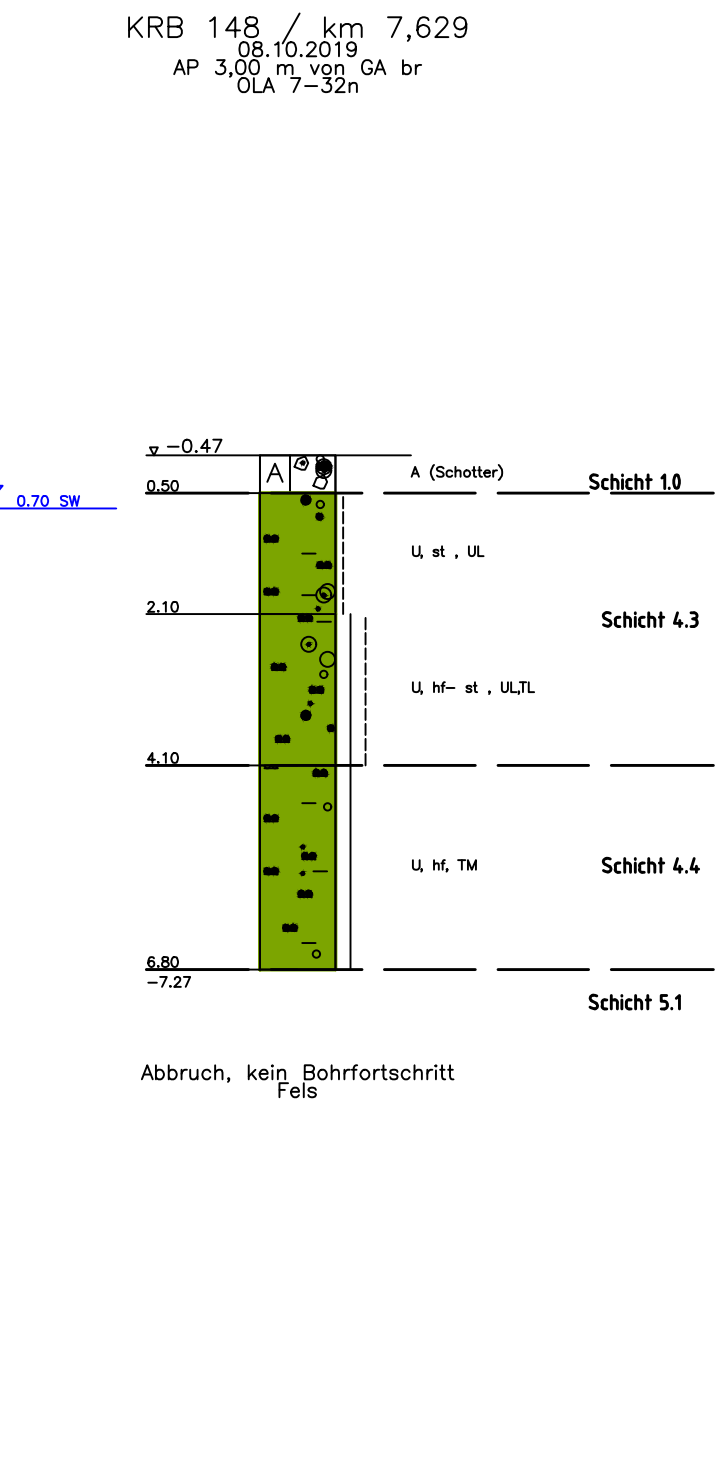 KRB 148 / km 7,629
08.10.2019
AP 3,00 m von GA br
OLA 7-32n
-0.47
A
A (Schotter)
Schicht 1.0
0.50
0.70 SW
U, st , UL
2.10
Schicht 4.3
U, hf- st , UL,TL
4.10
U, hf, TM
Schicht 4.4
6.80
-7.27
Schicht 5.1
Abbruch, kein Bohrfortschritt
Fels